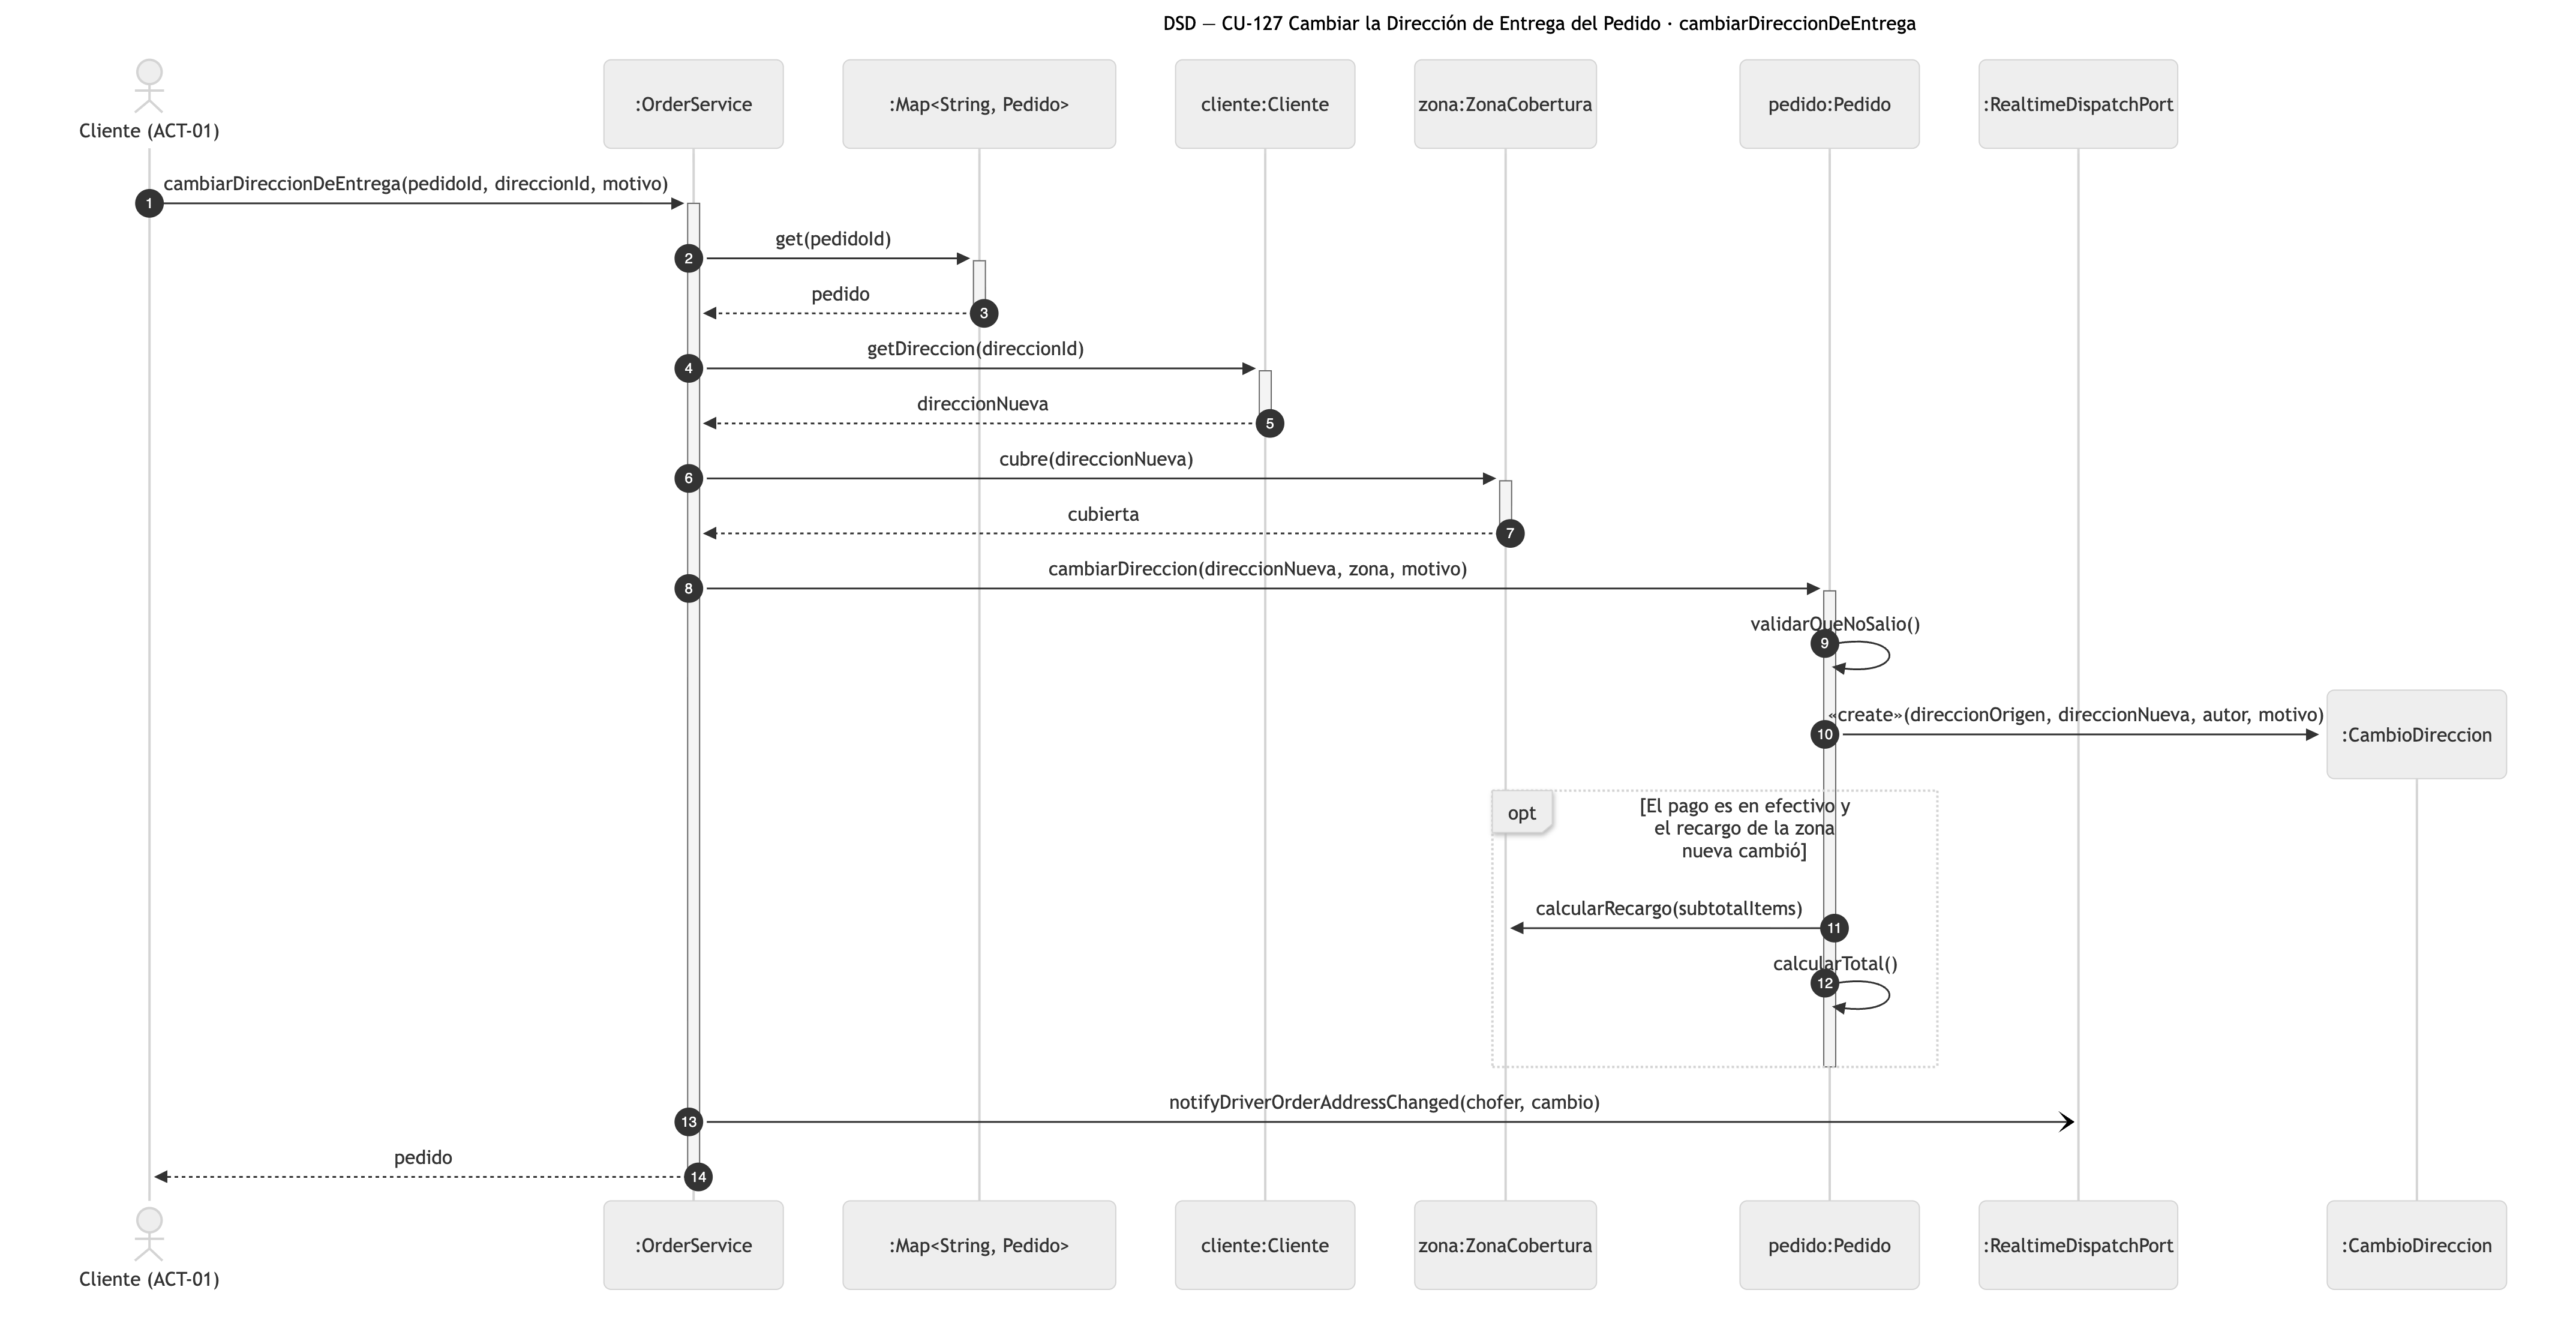 DSD — CU-127 Cambiar la Dirección de Entrega del Pedido · cambiarDireccionDeEntrega
Cliente (ACT-01)
:OrderService
:Map<String, Pedido>
cliente:Cliente
zona:ZonaCobertura
pedido:Pedido
:RealtimeDispatchPort
cambiarDireccionDeEntrega(pedidoId, direccionId, motivo)
1
get(pedidoId)
2
pedido
3
getDireccion(direccionId)
4
direccionNueva
5
cubre(direccionNueva)
6
cubierta
7
cambiarDireccion(direccionNueva, zona, motivo)
8
validarQueNoSalio()
9
«create»(direccionOrigen, direccionNueva, autor, motivo)
10
:CambioDireccion
opt
[El pago es en efectivo y
el recargo de la zona
nueva cambió]
calcularRecargo(subtotalItems)
11
calcularTotal()
12
notifyDriverOrderAddressChanged(chofer, cambio)
13
pedido
14
Cliente (ACT-01)
:OrderService
:Map<String, Pedido>
cliente:Cliente
zona:ZonaCobertura
pedido:Pedido
:RealtimeDispatchPort
:CambioDireccion